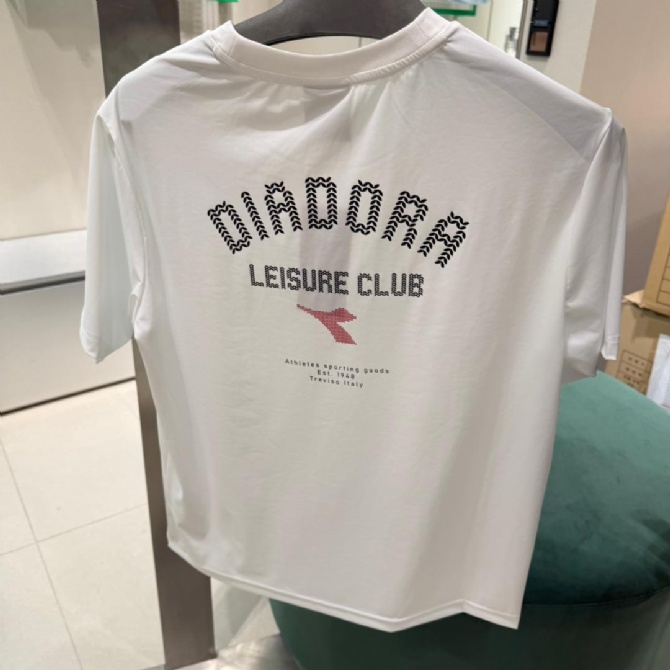 DIADORA
LEISURE CLUB
Athletes sporting goods
Est. 1948
Treviso Italy